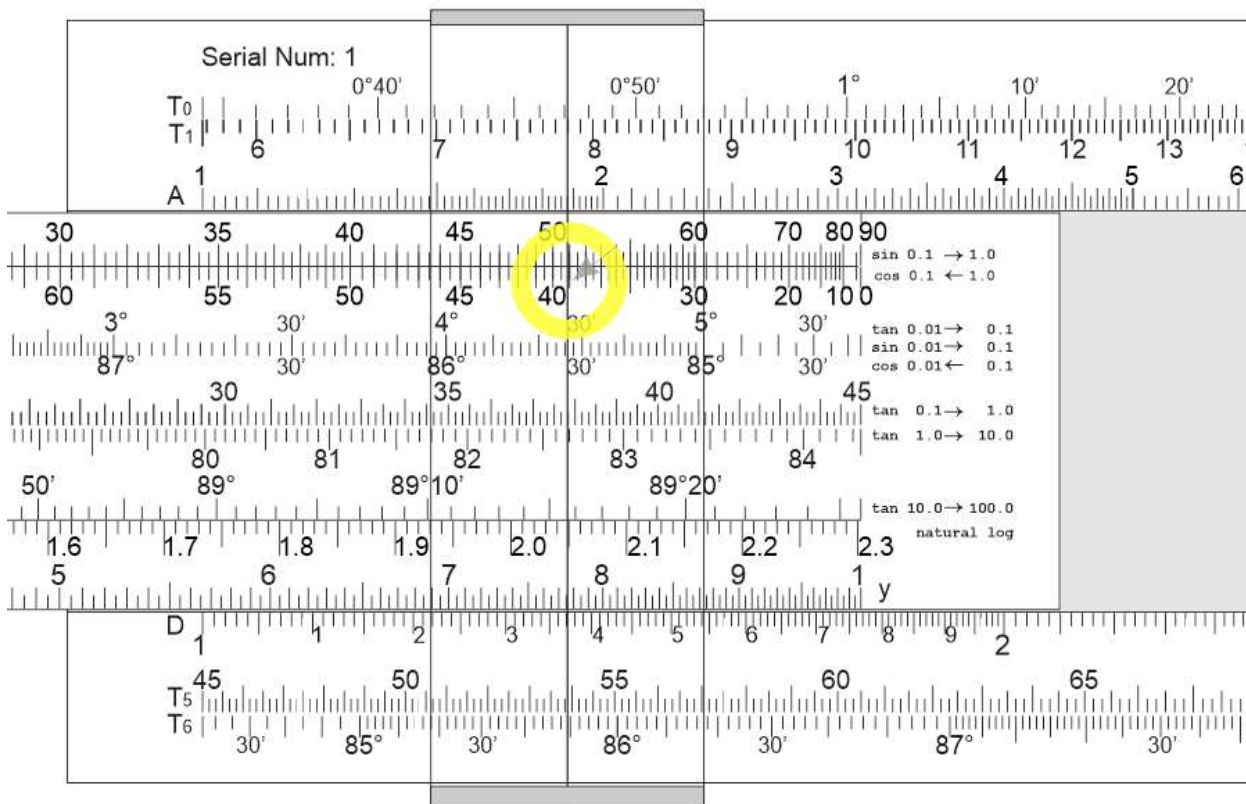 Serial Num: 1
0°40' 0°50' 1° 10' 20'
T0
T1
6 7 8 9 10 11 12 13
1 2 3 4 5 6
A
30 35 40 45 50 60 70 80 90
sin 0.1 → 1.0
cos 0.1 ← 1.0
60 55 50 45 40 30 20 10 0
3° 30' 4° 30' 5° 30'
tan 0.01→ 0.1
sin 0.01→ 0.1
cos 0.01← 0.1
87° 30' 86° 30' 85° 30'
30 35 40 45
tan 0.1→ 1.0
tan 1.0→ 10.0
80 81 82 83 84
50' 89° 89°10' 89°20'
tan 10.0→ 100.0
natural log
1.6 1.7 1.8 1.9 2.0 2.1 2.2 2.3
5 6 7 8 9 1 y
D
1 1 2 3 4 5 6 7 8 9 2
45 50 55 60 65
T5
T6
30' 85° 30' 86° 30' 87° 30'